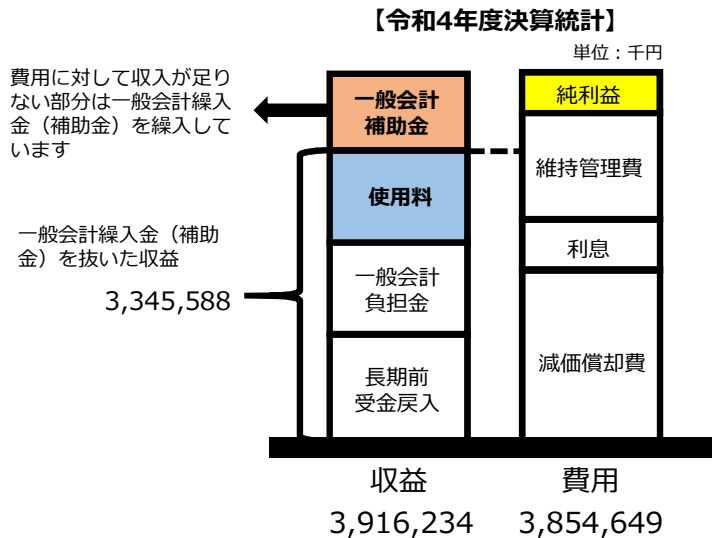 【令和4年度決算統計】
単位：千円
費用に対して収入が足り
ない部分は一般会計繰入
金（補助金）を繰入して
います
一般会計
補助金
純利益
使用料
維持管理費
一般会計繰入金（補助
金）を抜いた収益
3,345,588
一般会計
負担金
利息
長期前
受金戻入
減価償却費
収益
費用
3,916,234
3,854,649